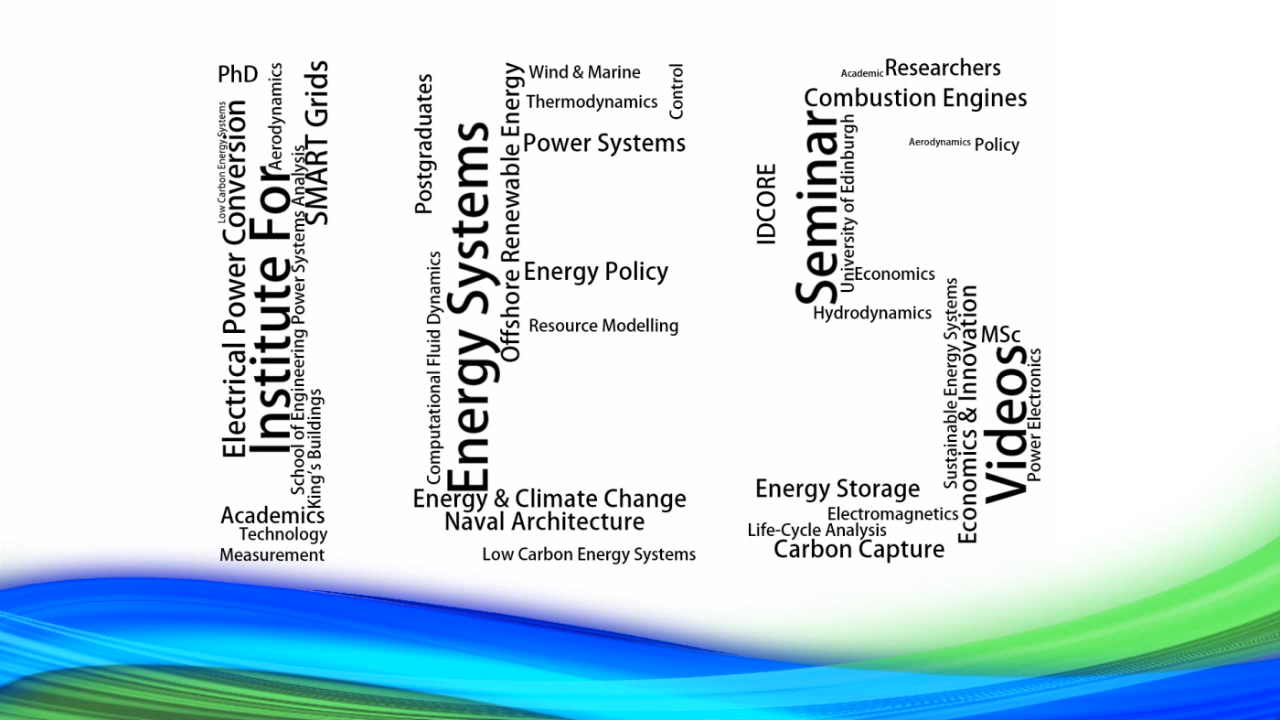 PhD
Low Carbon Energy Systems
Electrical Power Conversion
Institute For
Aerodynamics
School of Engineering Power Systems Analysis
SMART Grids
King's Buildings
Academics
Technology
Measurement
Postgraduates
Computational Fluid Dynamics
Energy Systems
Offshore Renewable Energy
Wind & Marine
Thermodynamics
Control
Power Systems
Energy Policy
Resource Modelling
Energy & Climate Change
Naval Architecture
Low Carbon Energy Systems
Academic Researchers
Combustion Engines
Aerodynamics Policy
IDCORE
Seminar
University of Edinburgh
Economics
Hydrodynamics
Sustainable Energy Systems
Economics & Innovation
MSc
Videos
Power Electronics
Energy Storage
Electromagnetics
Life-Cycle Analysis
Carbon Capture